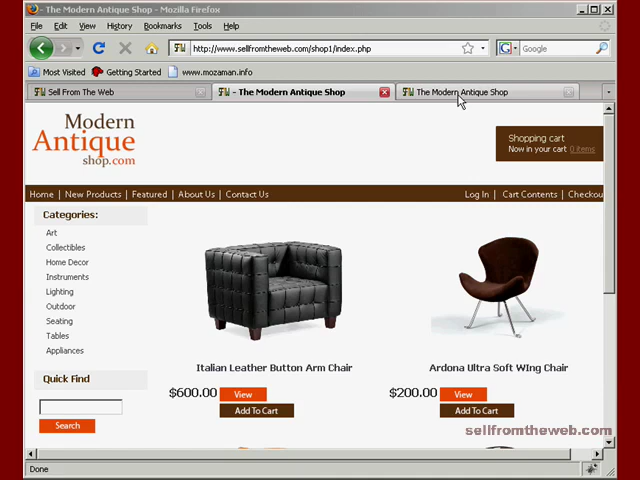 - The Modern Antique Shop - Mozilla Firefox
File Edit View History Bookmarks Tools Help
http://www.sellfromtheweb.com/shop1/index.php
Google
Most Visited Getting Started www.mozaman.info
Sell From The Web
- The Modern Antique Shop
The Modern Antique Shop
Modern
Antique
shop.com
Shopping cart
Now in your cart 0 items
Home | New Products | Featured | About Us | Contact Us
Log In | Cart Contents | Checkou
Categories:
Art
Collectibles
Home Decor
Instruments
Lighting
Outdoor
Seating
Tables
Appliances
Quick Find
Search
Italian Leather Button Arm Chair
$600.00 View
Add To Cart
Ardona Ultra Soft WIng Chair
$200.00 View
Add To Cart
sellfromtheweb.com
Done